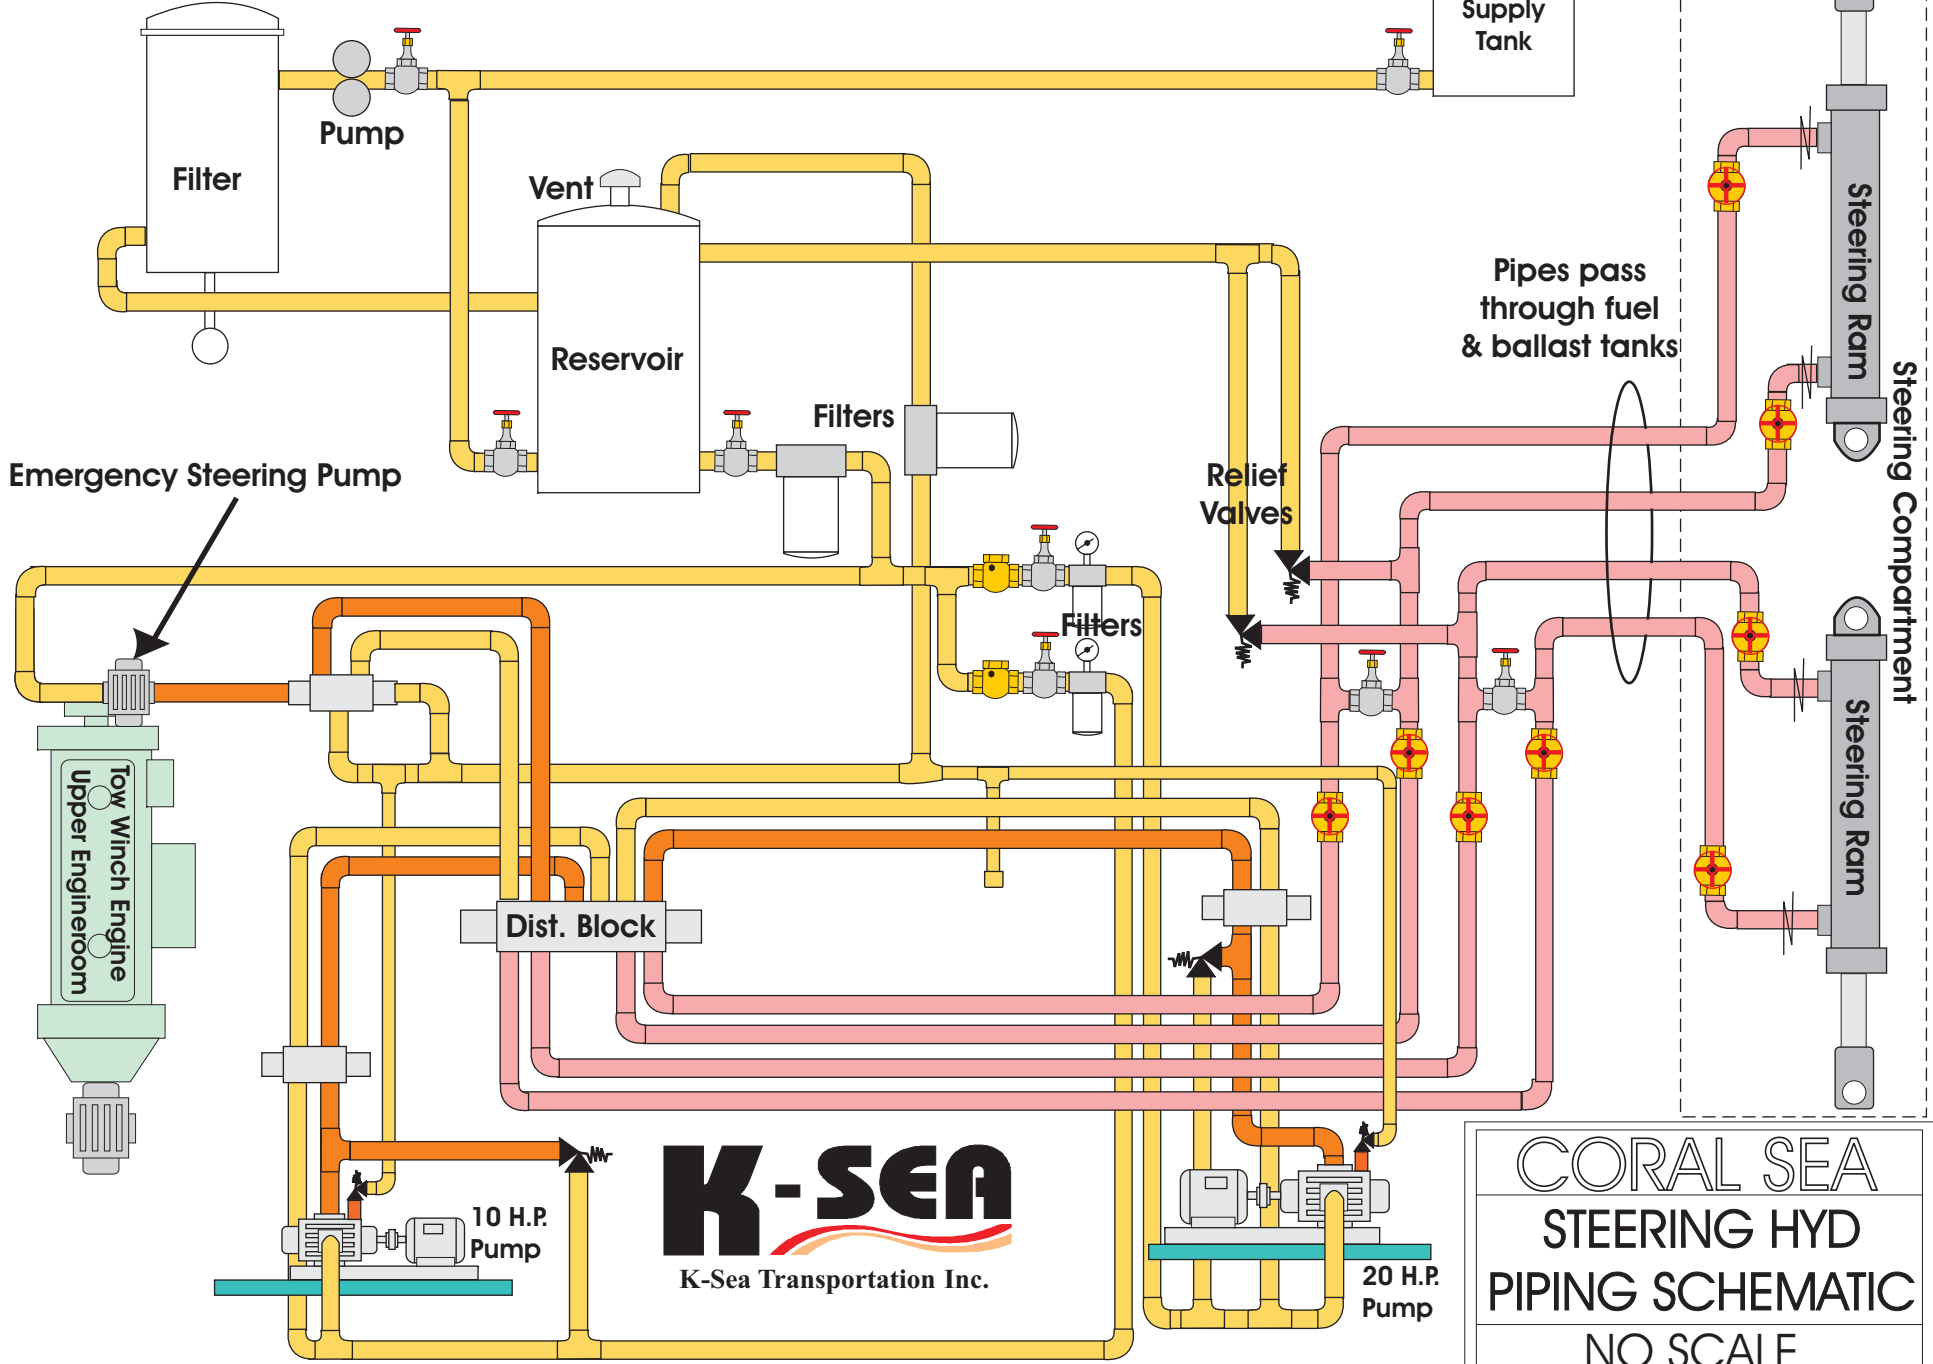 Supply
Tank
Pump
Filter
Vent
Reservoir
Filters
Emergency Steering Pump
Pipes pass
through fuel
& ballast tanks
Steering Ram
Steering Compartment
Relief
Valves
Filters
Steering Ram
Tow Winch Engine
Upper Engineroom
Dist. Block
10 H.P.
Pump
K-SEA
K-Sea Transportation Inc.
20 H.P.
Pump
CORAL SEA
STEERING HYD
PIPING SCHEMATIC
NO SCALE